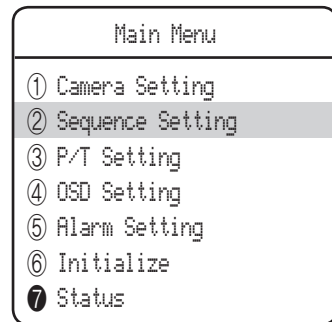 Main Menu
① Camera Setting
② Sequence Setting
③ P/T Setting
④ OSD Setting
⑤ Alarm Setting
⑥ Initialize
❼ Status